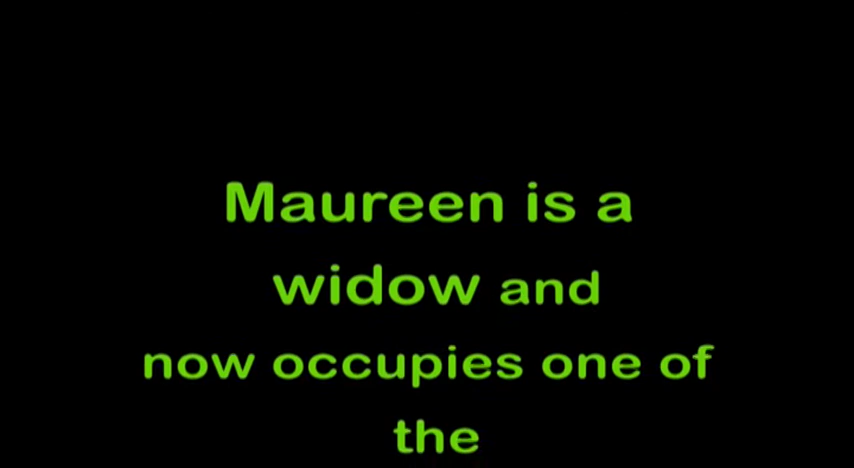 Maureen is a
widow and
now occupies one of
the